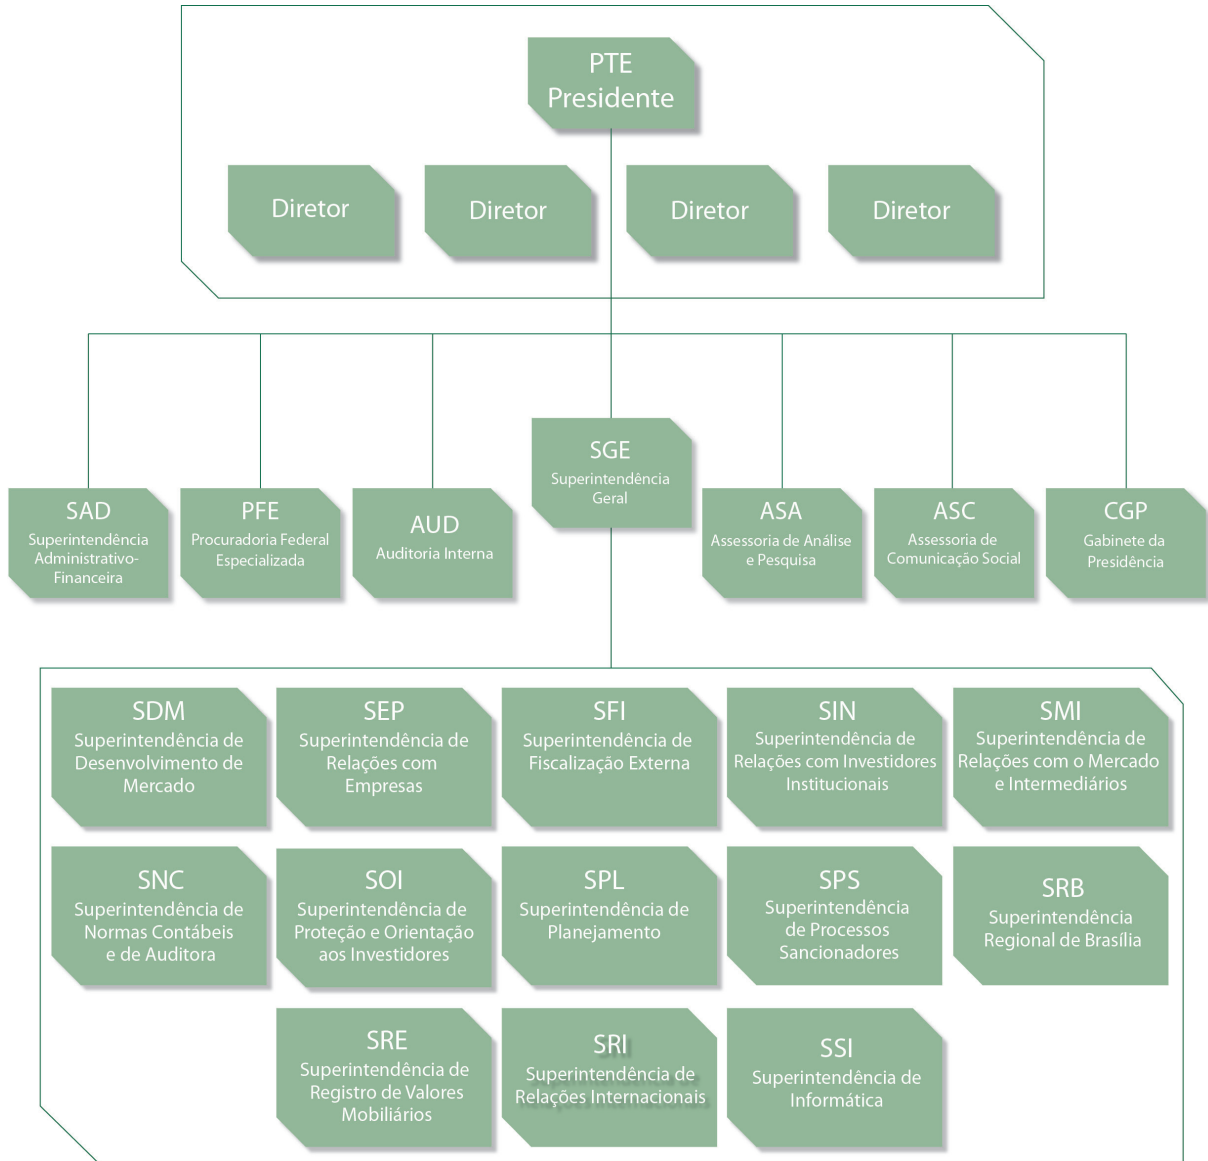 PTE
Presidente
Diretor
Diretor
Diretor
Diretor
SGE
Superintendência
Geral
SAD
Superintendência
Administrativo-
Financeira
PFE
Procuradoria Federal
Especializada
AUD
Auditoria Interna
ASA
Assessoria de Análise
e Pesquisa
ASC
Assessoria de
Comunicação Social
CGP
Gabinete da
Presidência
SDM
Superintendência de
Desenvolvimento de
Mercado
SEP
Superintendência de
Relações com
Empresas
SFI
Superintendência de
Fiscalização Externa
SIN
Superintendência de
Relações com Investidores
Institucionais
SMI
Superintendência de
Relações com o Mercado
e Intermediários
SNC
Superintendência de
Normas Contábeis
e de Auditora
SOI
Superintendência de
Proteção e Orientação
aos Investidores
SPL
Superintendência de
Planejamento
SPS
Superintendência
de Processos
Sancionadores
SRB
Superintendência
Regional de Brasília
SRE
Superintendência de
Registro de Valores
Mobiliários
SRI
Superintendência de
Relações Internacionais
SSI
Superintendência de
Informática